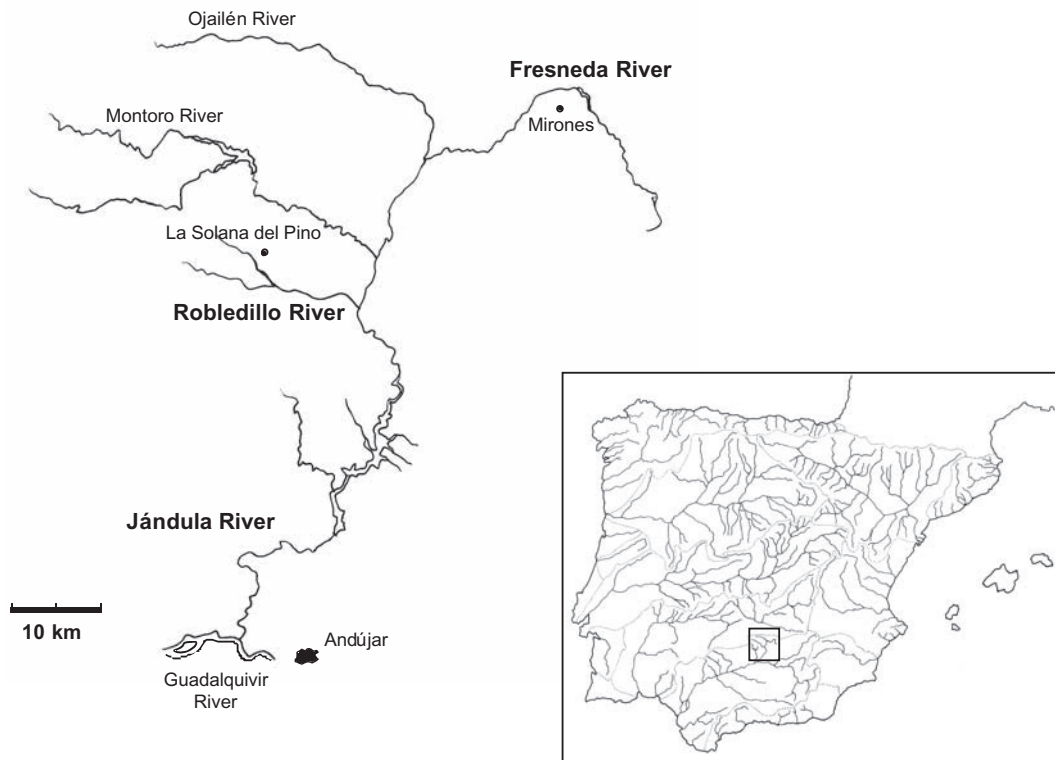 Ojailén River
Fresneda River
Mirones
Montoro River
La Solana del Pino
Robledillo River
Jándula River
10 km
Andújar
Guadalquivir
River